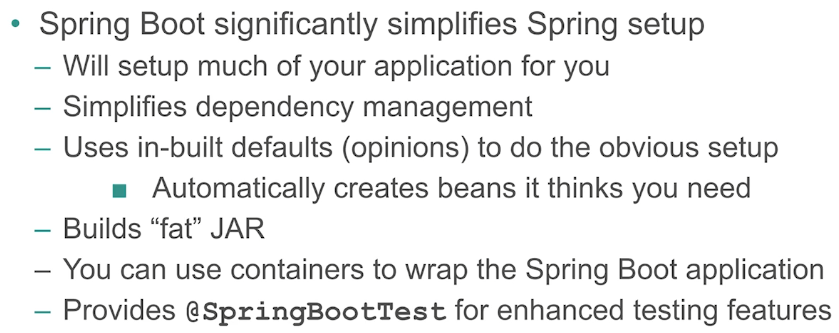 • Spring Boot significantly simplifies Spring setup
– Will setup much of your application for you
– Simplifies dependency management
– Uses in-built defaults (opinions) to do the obvious setup
■ Automatically creates beans it thinks you need
– Builds “fat” JAR
– You can use containers to wrap the Spring Boot application
– Provides @SpringBootTest for enhanced testing features